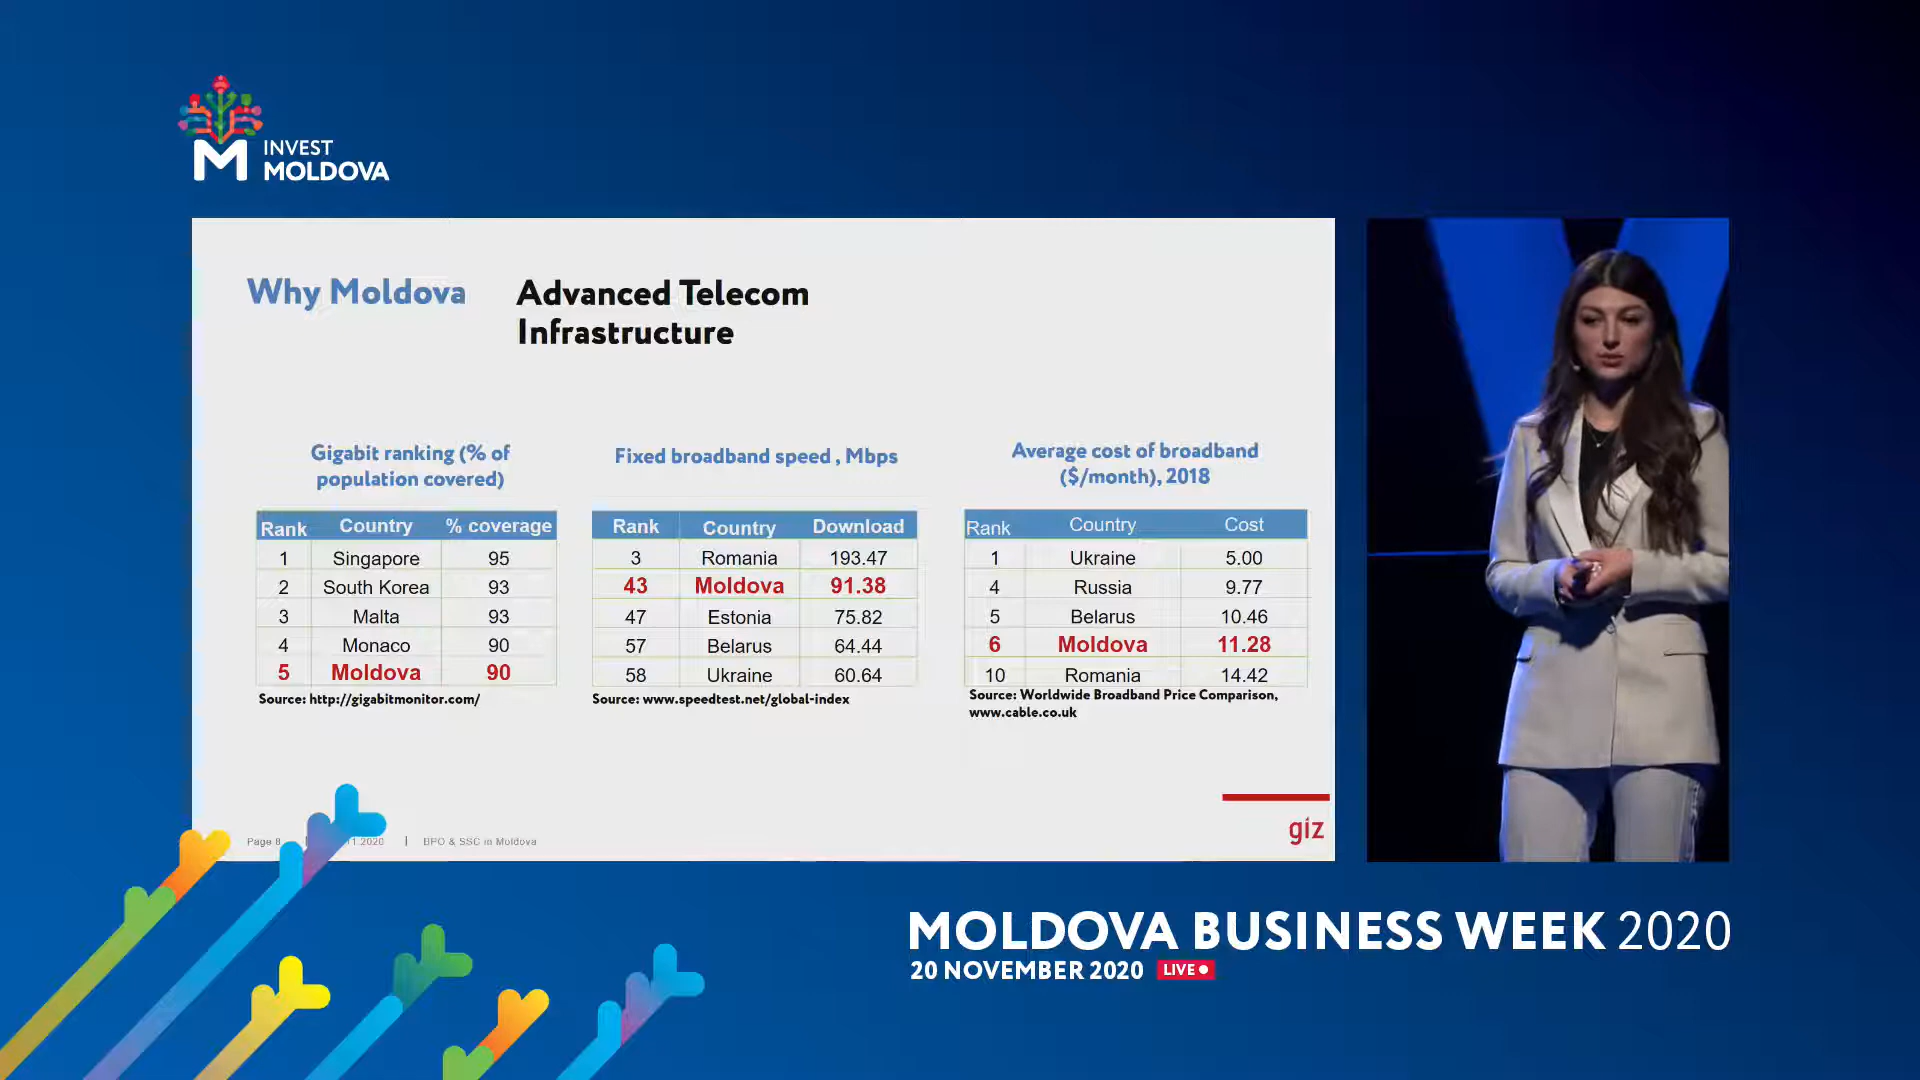 INVEST
MOLDOVA
Why Moldova
Advanced Telecom
Infrastructure
Gigabit ranking (% of
population covered)
Rank Country % coverage
1 Singapore 95
2 South Korea 93
3 Malta 93
4 Monaco 90
5 Moldova 90
Source: http://gigabitmonitor.com/
Fixed broadband speed , Mbps
Rank Country Download
3 Romania 193.47
43 Moldova 91.38
47 Estonia 75.82
57 Belarus 64.44
58 Ukraine 60.64
Source: www.speedtest.net/global-index
Average cost of broadband
($/month), 2018
Rank Country Cost
1 Ukraine 5.00
4 Russia 9.77
5 Belarus 10.46
6 Moldova 11.28
10 Romania 14.42
Source: Worldwide Broadband Price Comparison,
www.cable.co.uk
Page 8 | 11.2020 | BPO & SSC in Moldova
giz
MOLDOVA BUSINESS WEEK 2020
20 NOVEMBER 2020 LIVE